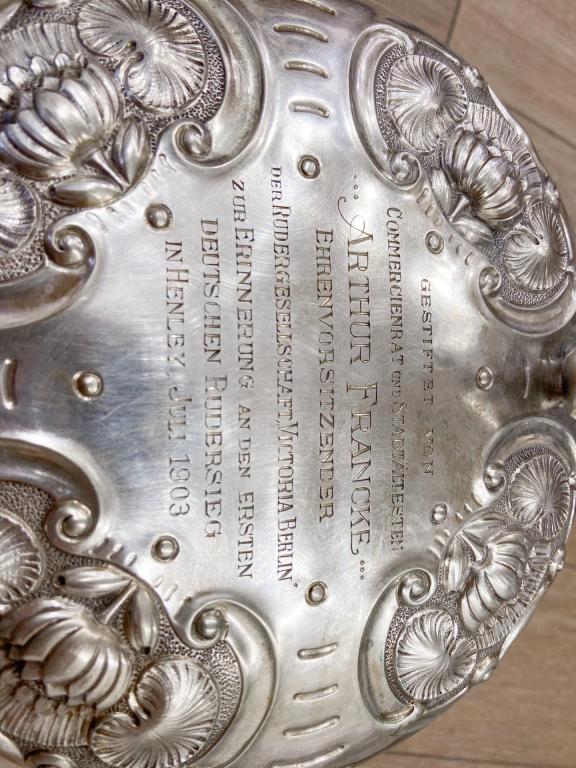 GESTIFTET VON
COMMERCIENRAT UND STADTÄLTESTEN
... ARTHUR FRANCKE, ...
EHRENVORSITZENDER
DER RUDERGESELLSCHAFT „VICTORIA BERLIN“
ZUR ERINNERUNG AN DEN ERSTEN
DEUTSCHEN RUDERSIEG
IN HENLEY, JULI 1903